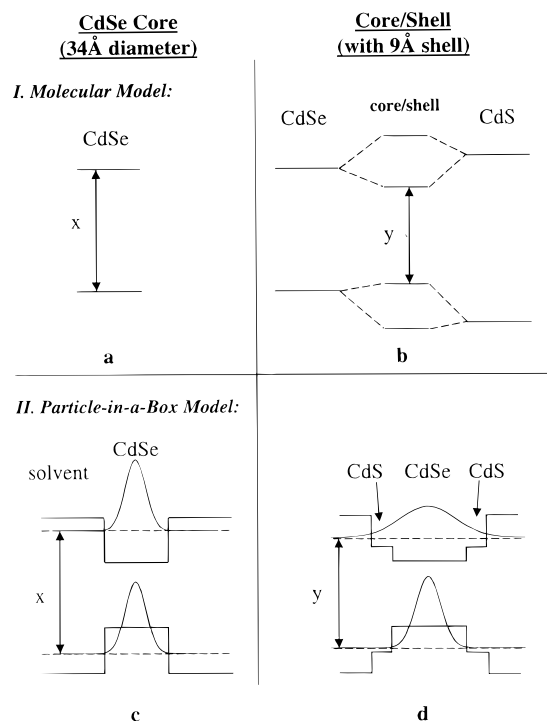 CdSe Core
(34Å diameter)
Core/Shell
(with 9Å shell)
I. Molecular Model:
CdSe
x
a
CdSe
core/shell
CdS
y
b
II. Particle-in-a-Box Model:
CdSe
solvent
x
c
CdS CdSe CdS
y
d